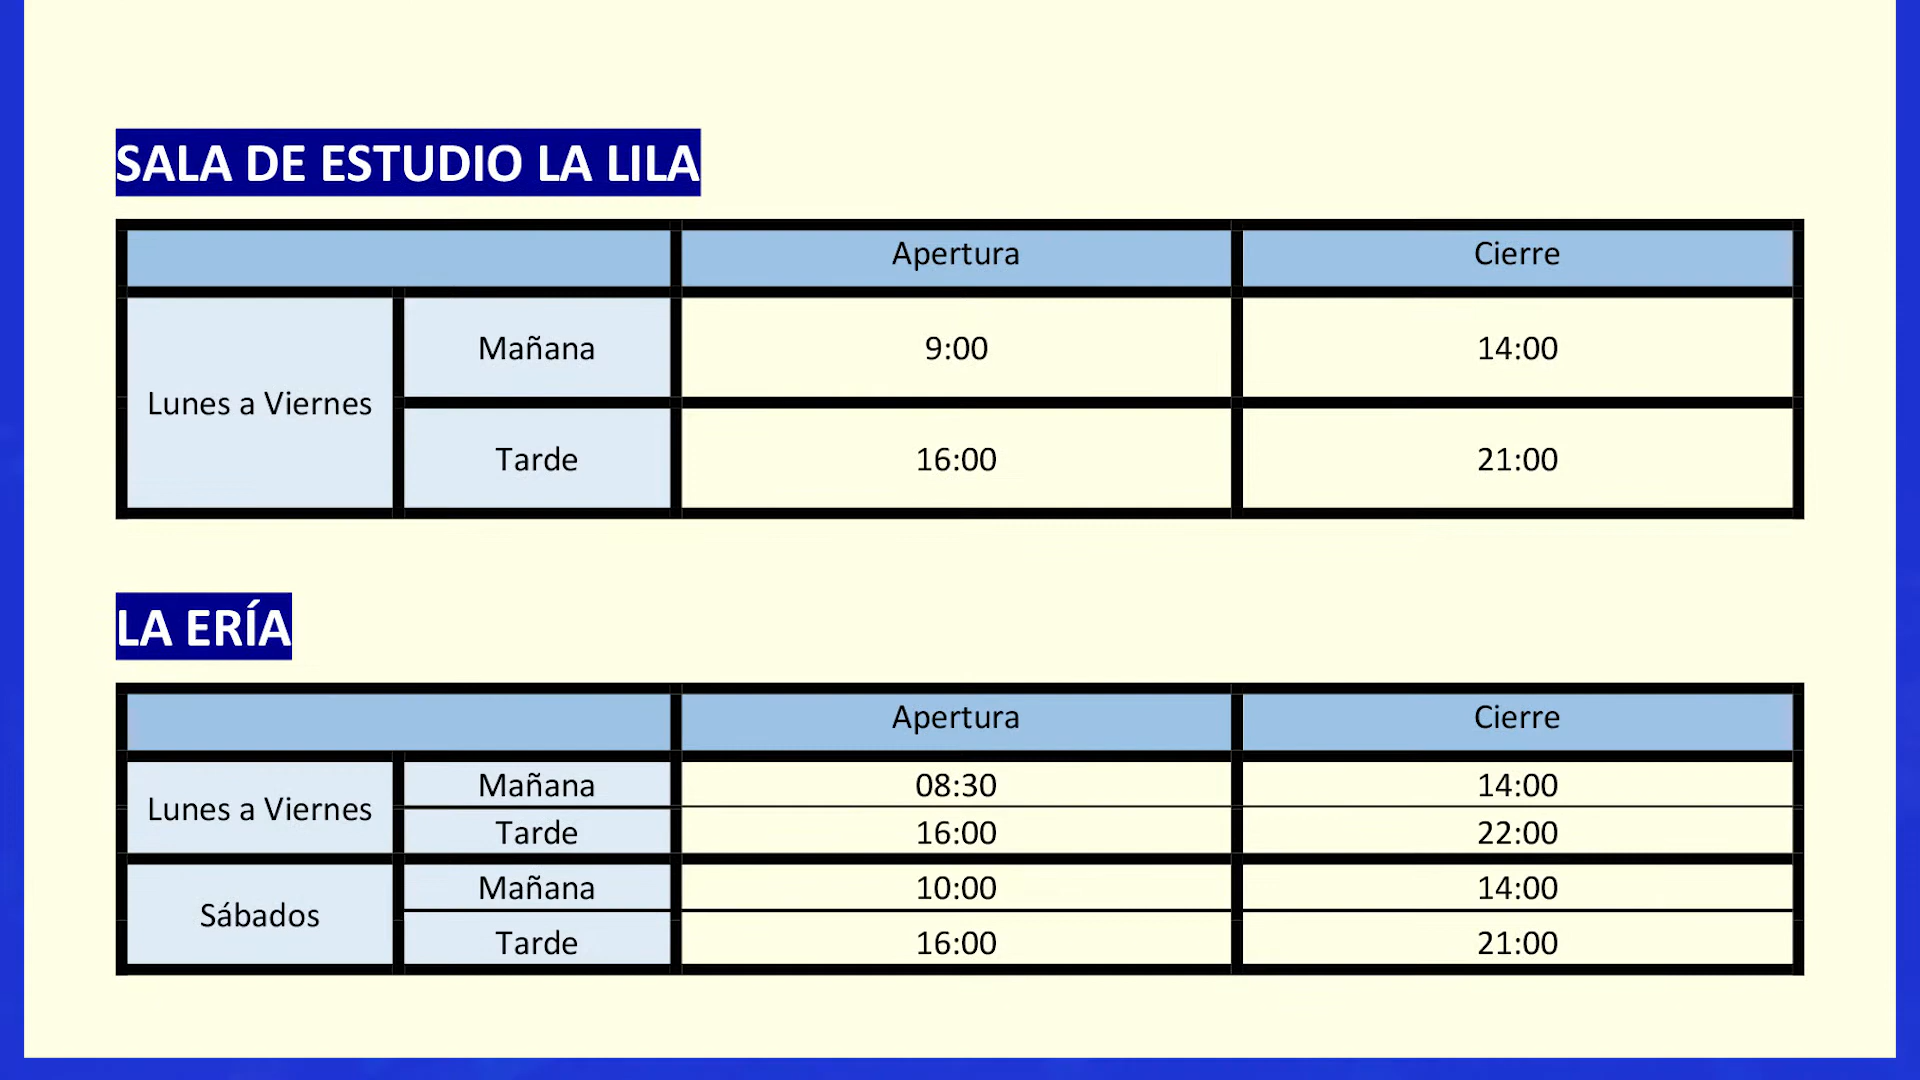 SALA DE ESTUDIO LA LILA
Apertura Cierre
Lunes a Viernes Mañana 9:00 14:00
Tarde 16:00 21:00
LA ERÍA
Apertura Cierre
Lunes a Viernes Mañana 08:30 14:00
Tarde 16:00 22:00
Sábados Mañana 10:00 14:00
Tarde 16:00 21:00